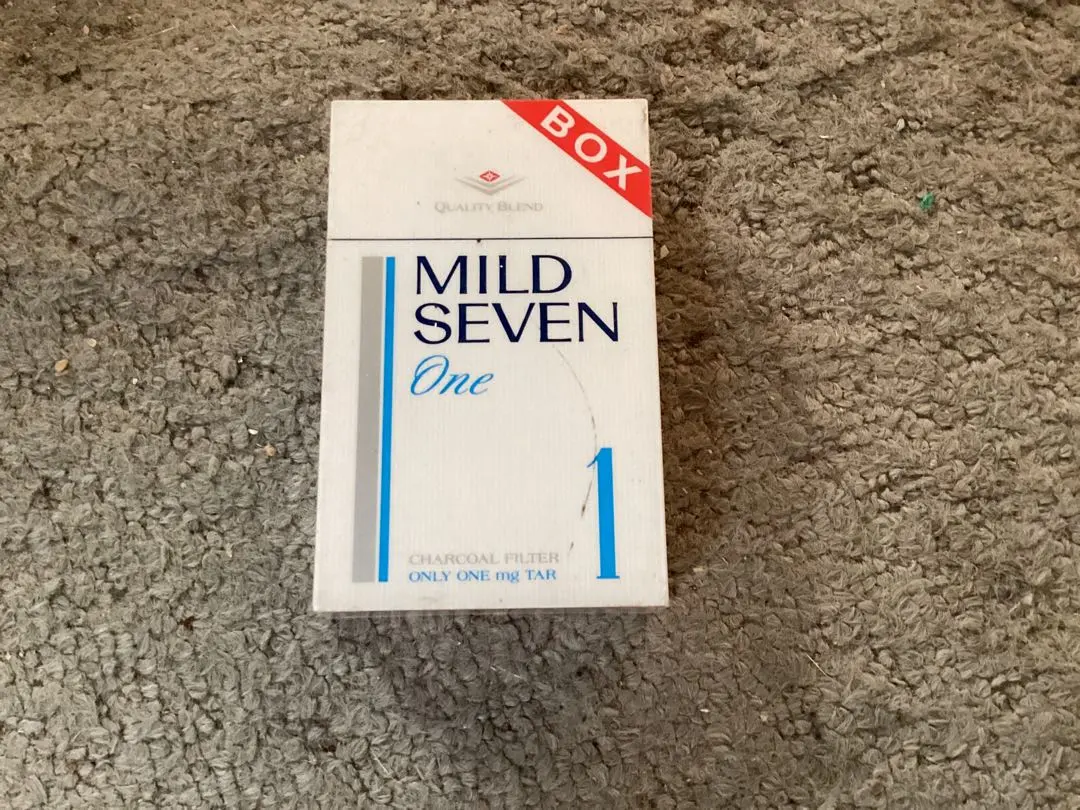 BOX
QUALITY BLEND
MILD
SEVEN
One
1
CHARCOAL FILTER
ONLY ONE mg TAR